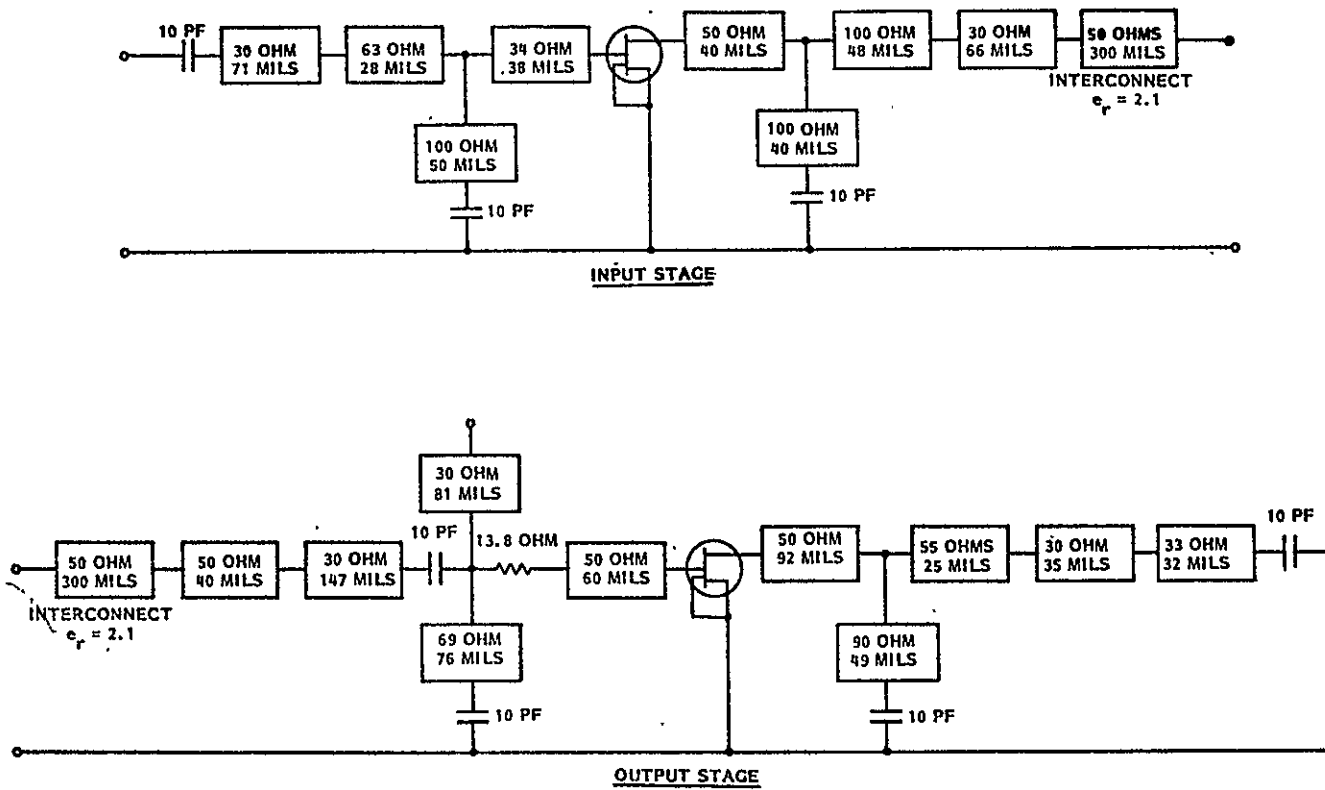 10 PF
30 OHM
71 MILS
63 OHM
28 MILS
34 OHM
.38 MILS
50 OHM
40 MILS
100 OHM
48 MILS
30 OHM
66 MILS
50 OHMS
300 MILS
INTERCONNECT
e_r = 2.1
100 OHM
50 MILS
10 PF
100 OHM
40 MILS
10 PF
INPUT STAGE
30 OHM
81 MILS
50 OHM
300 MILS
INTERCONNECT
e_r = 2.1
50 OHM
40 MILS
30 OHM
147 MILS
10 PF
13.8 OHM
50 OHM
60 MILS
50 OHM
92 MILS
55 OHMS
25 MILS
30 OHM
35 MILS
33 OHM
32 MILS
10 PF
69 OHM
76 MILS
10 PF
90 OHM
49 MILS
10 PF
OUTPUT STAGE